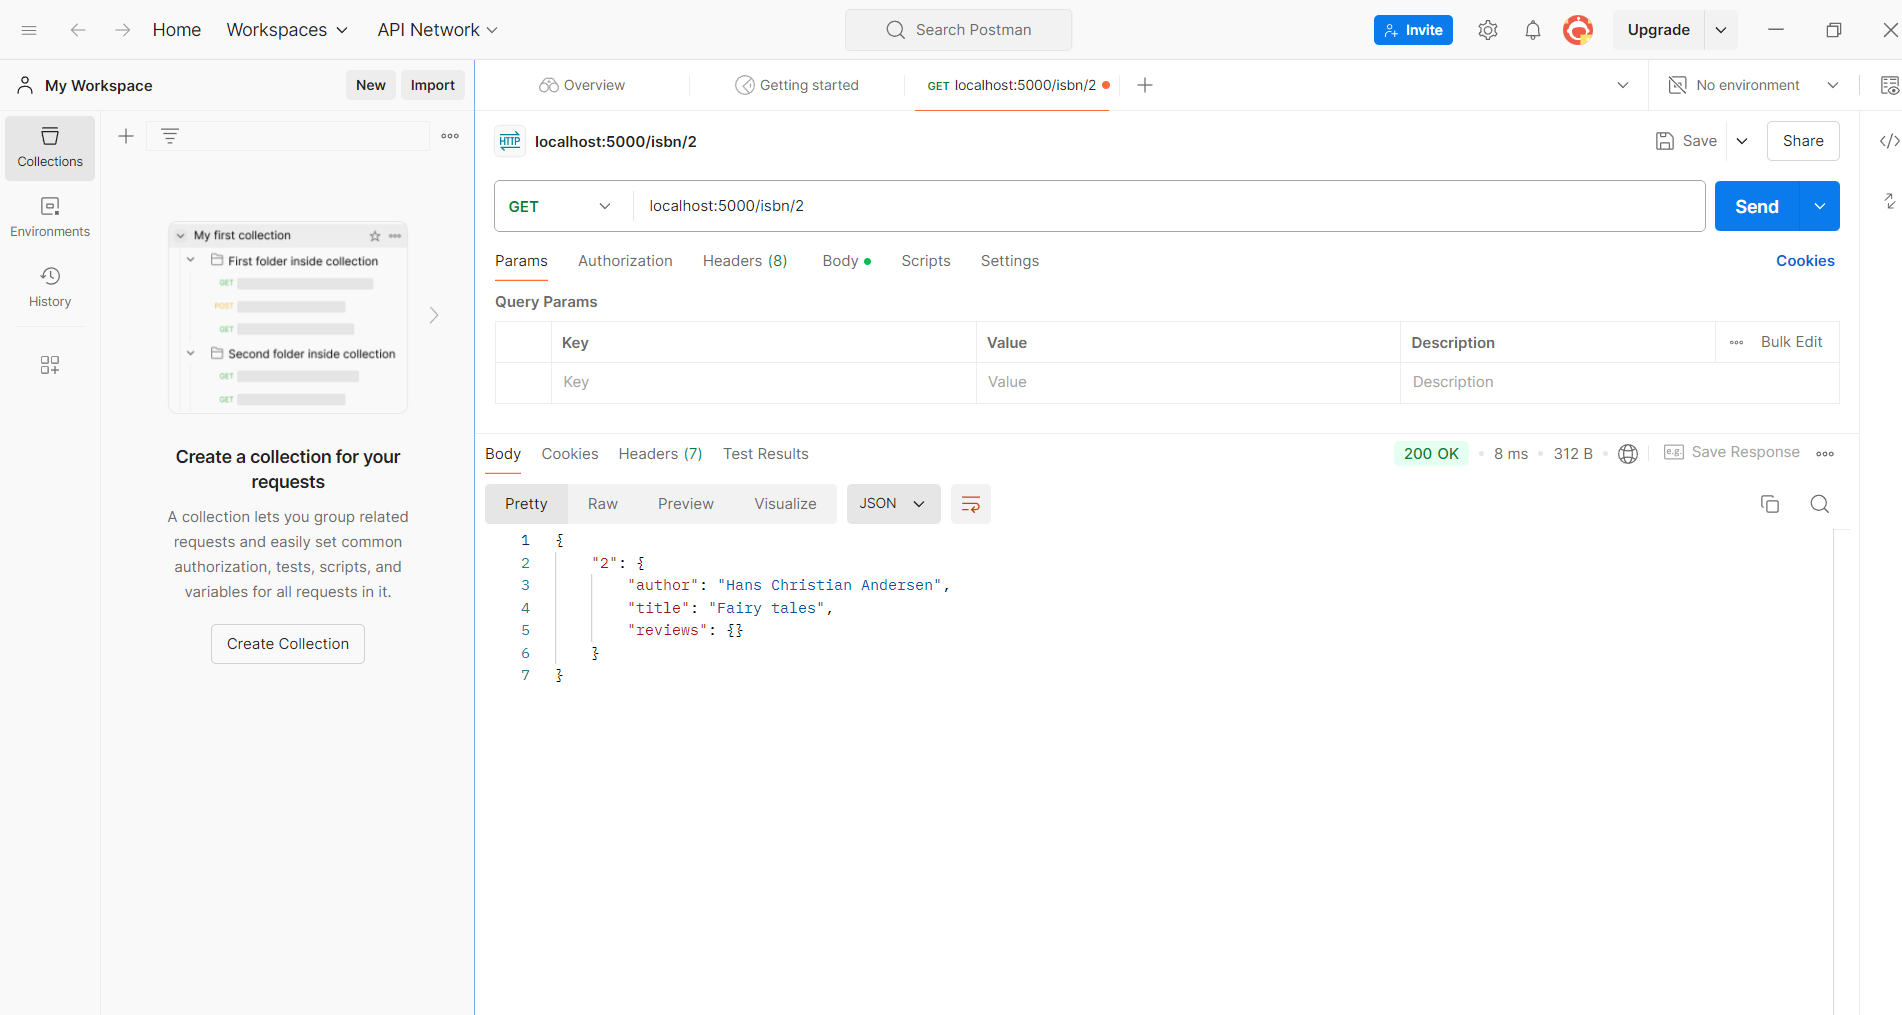 Home Workspaces API Network Search Postman Invite Upgrade
My Workspace New Import
Overview Getting started GET localhost:5000/isbn/2 No environment
Collections
Environments
History
My first collection
First folder inside collection
GET
POST
GET
Second folder inside collection
GET
GET
Create a collection for your
requests
A collection lets you group related
requests and easily set common
authorization, tests, scripts, and
variables for all requests in it.
Create Collection
HTTP localhost:5000/isbn/2 Save Share
GET localhost:5000/isbn/2 Send
Params Authorization Headers (8) Body Scripts Settings Cookies
Query Params
Key Value Description Bulk Edit
Key Value Description
Body Cookies Headers (7) Test Results 200 OK 8 ms 312 B e.g. Save Response
Pretty Raw Preview Visualize JSON
1 {
2 "2": {
3 "author": "Hans Christian Andersen",
4 "title": "Fairy tales",
5 "reviews": {}
6 }
7 }